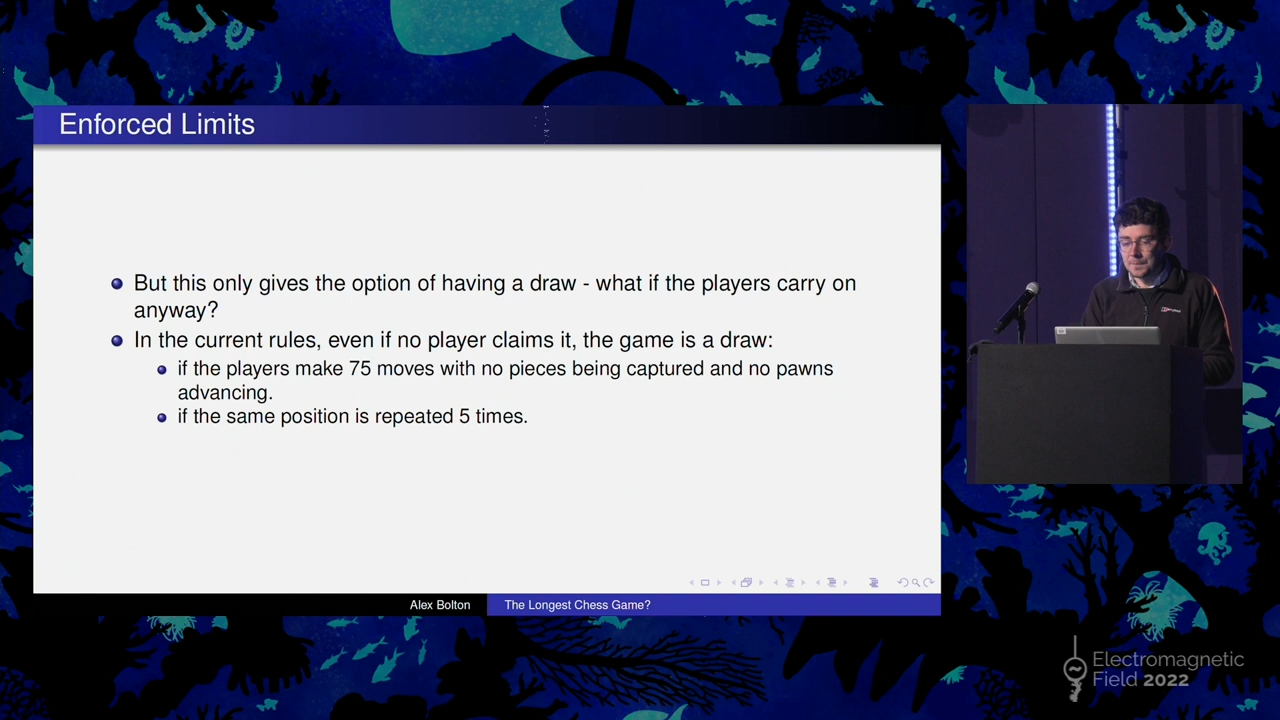 Enforced Limits
But this only gives the option of having a draw - what if the players carry on
anyway?
In the current rules, even if no player claims it, the game is a draw:
if the players make 75 moves with no pieces being captured and no pawns
advancing.
if the same position is repeated 5 times.
Alex Bolton
The Longest Chess Game?
Electromagnetic
Field 2022